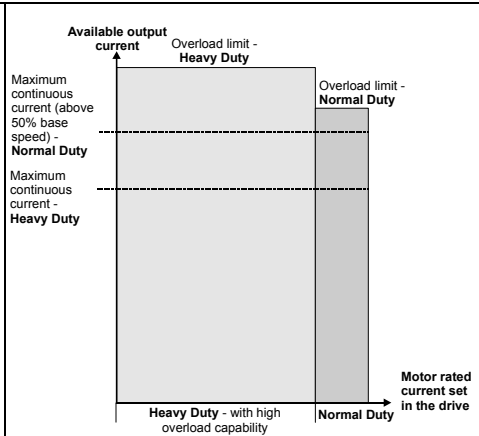 Available output
current
Overload limit -
Heavy Duty
Overload limit -
Normal Duty
Maximum
continuous
current (above
50% base
speed) -
Normal Duty
Maximum
continuous
current -
Heavy Duty
Motor rated
current set
in the drive
Heavy Duty - with high
overload capability
Normal Duty